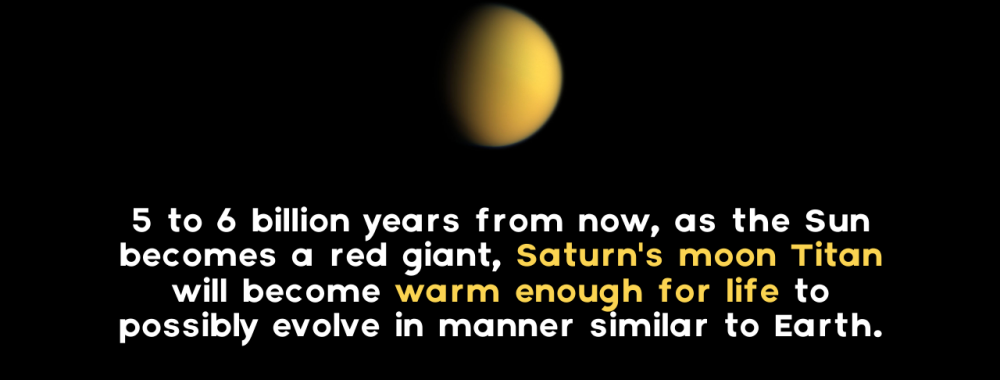 5 to 6 billion years from now, as the Sun
becomes a red giant, Saturn's moon Titan
will become warm enough for life to
possibly evolve in manner similar to Earth.